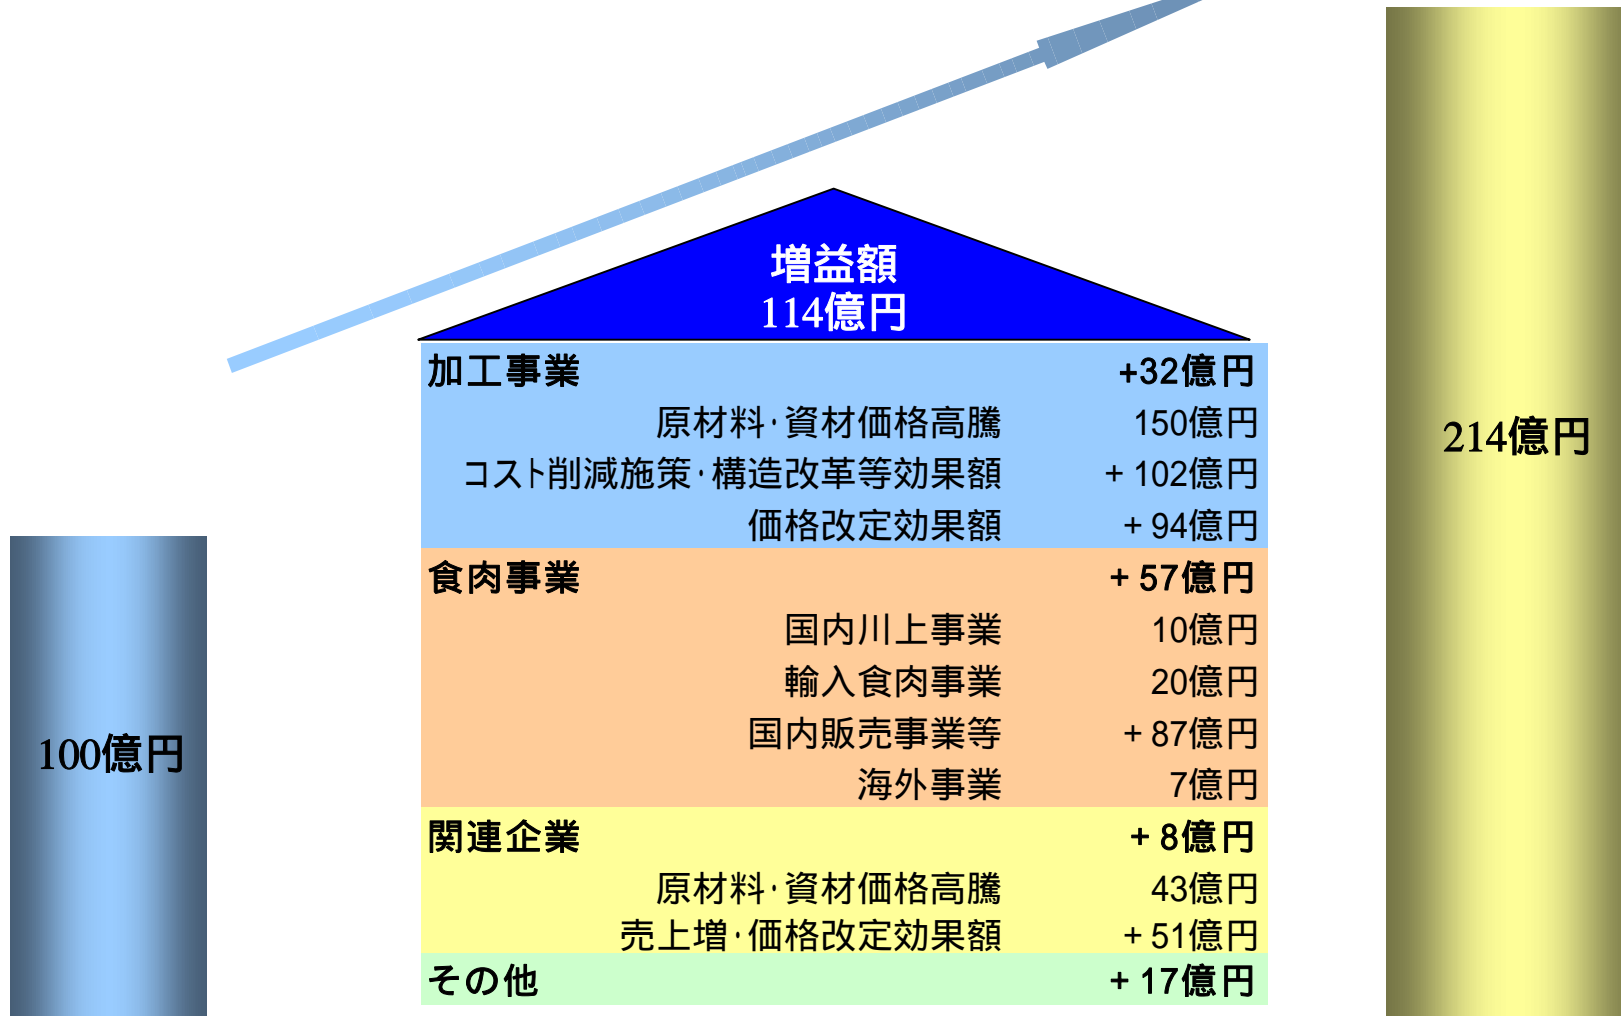 増益額
114億円
加工事業 +32億円
原材料・資材価格高騰 150億円
コスト削減施策・構造改革等効果額 + 102億円
価格改定効果額 + 94億円
食肉事業 + 57億円
国内川上事業 10億円
輸入食肉事業 20億円
国内販売事業等 + 87億円
海外事業 7億円
関連企業 + 8億円
原材料・資材価格高騰 43億円
売上増・価格改定効果額 + 51億円
その他 + 17億円
100億円
214億円